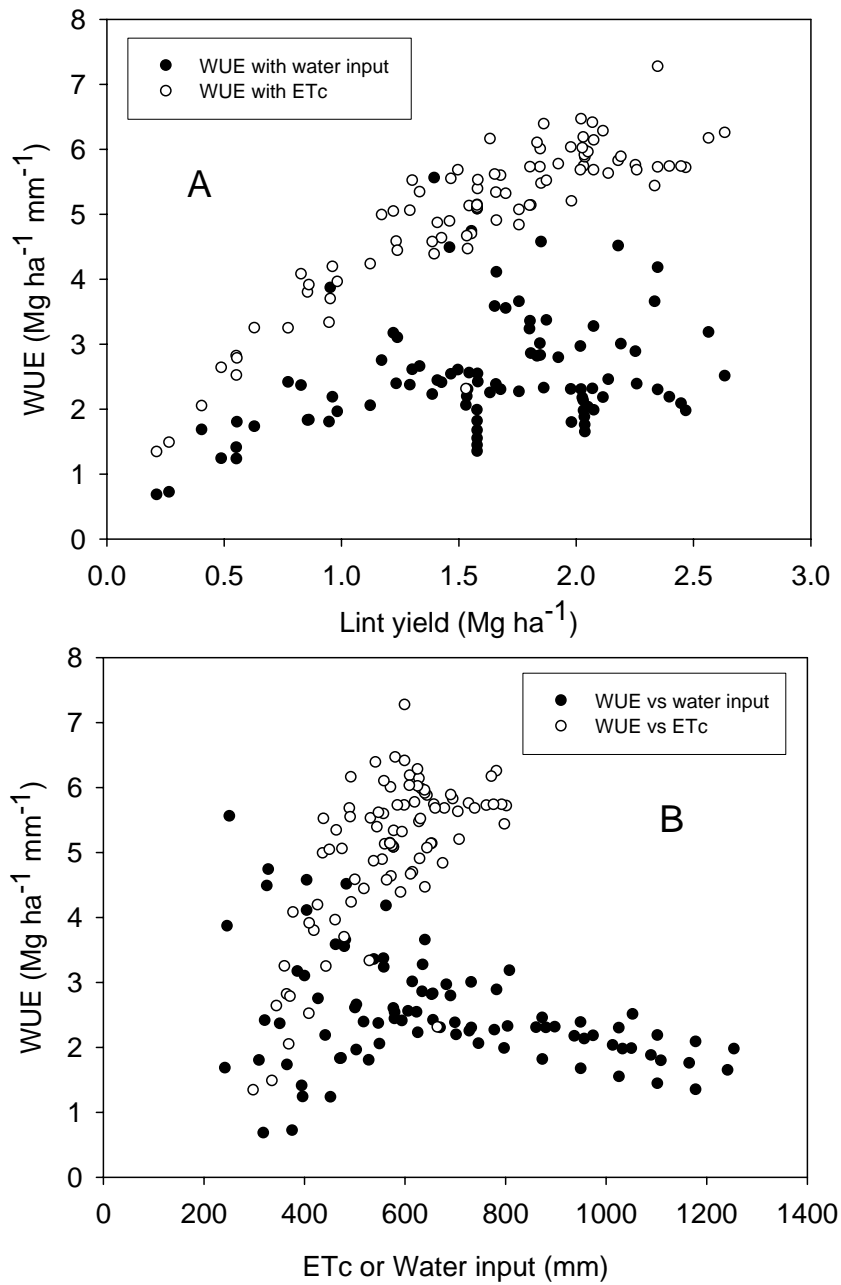 8
7
6
5
4
3
2
1
0
WUE (Mg ha-1 mm-1)
WUE with water input
WUE with ETc
A
0.0 0.5 1.0 1.5 2.0 2.5 3.0
Lint yield (Mg ha-1)
8
7
6
5
4
3
2
1
0
WUE (Mg ha-1 mm-1)
WUE vs water input
WUE vs ETc
B
0 200 400 600 800 1000 1200 1400
ETc or Water input (mm)